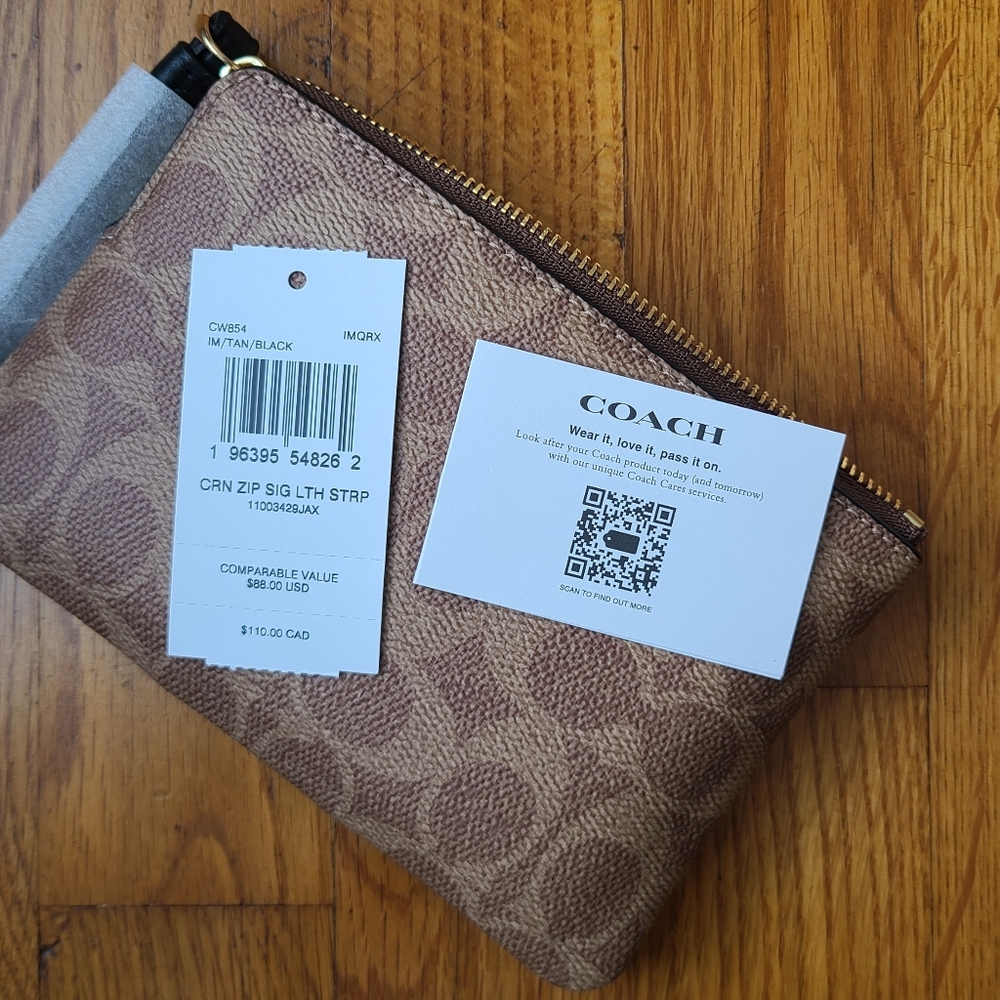 CW854
IM/TAN/BLACK
IMQRX
1 96395 54826 2
CRN ZIP SIG LTH STRP
11003429JAX
COMPARABLE VALUE
$88.00 USD
$110.00 CAD
COACH
Wear it, love it, pass it on.
Look after your Coach product today (and tomorrow)
with our unique Coach Cares services.
SCAN TO FIND OUT MORE